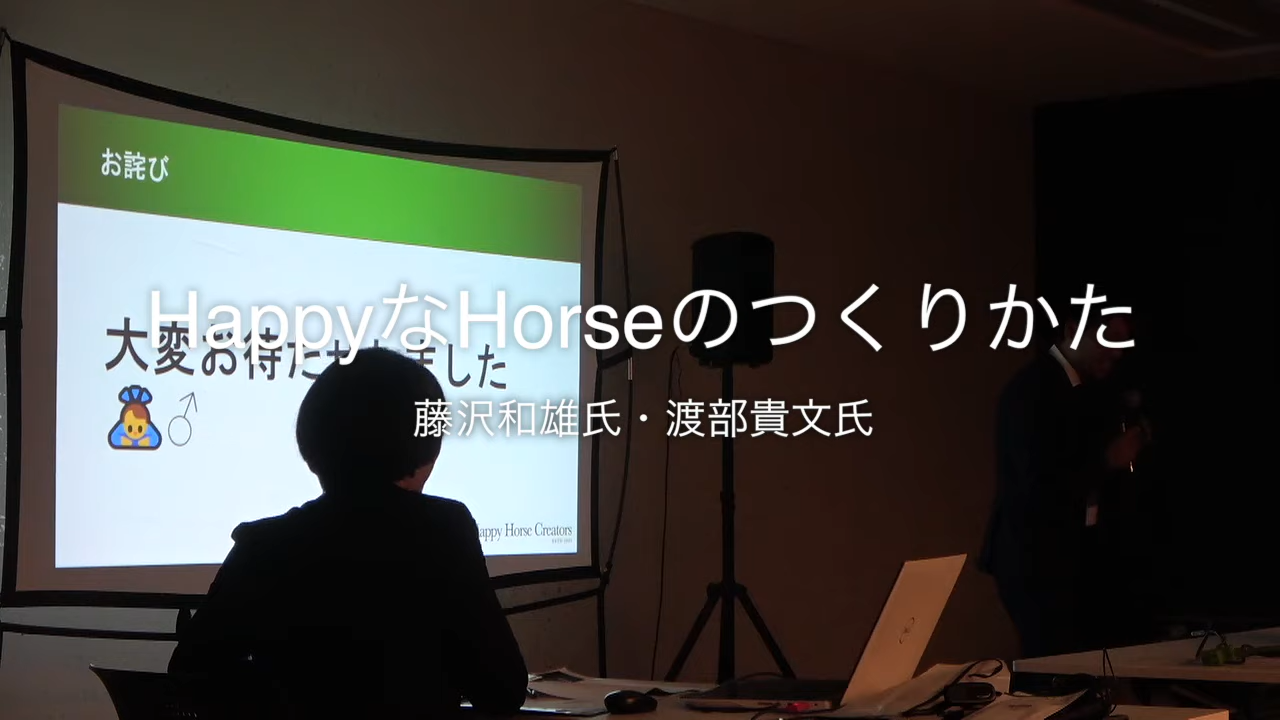 お詫び
HappyなHorseのつくりかた
大変お待た ました
藤沢和雄氏・渡部貴文氏
appy Horse Creators